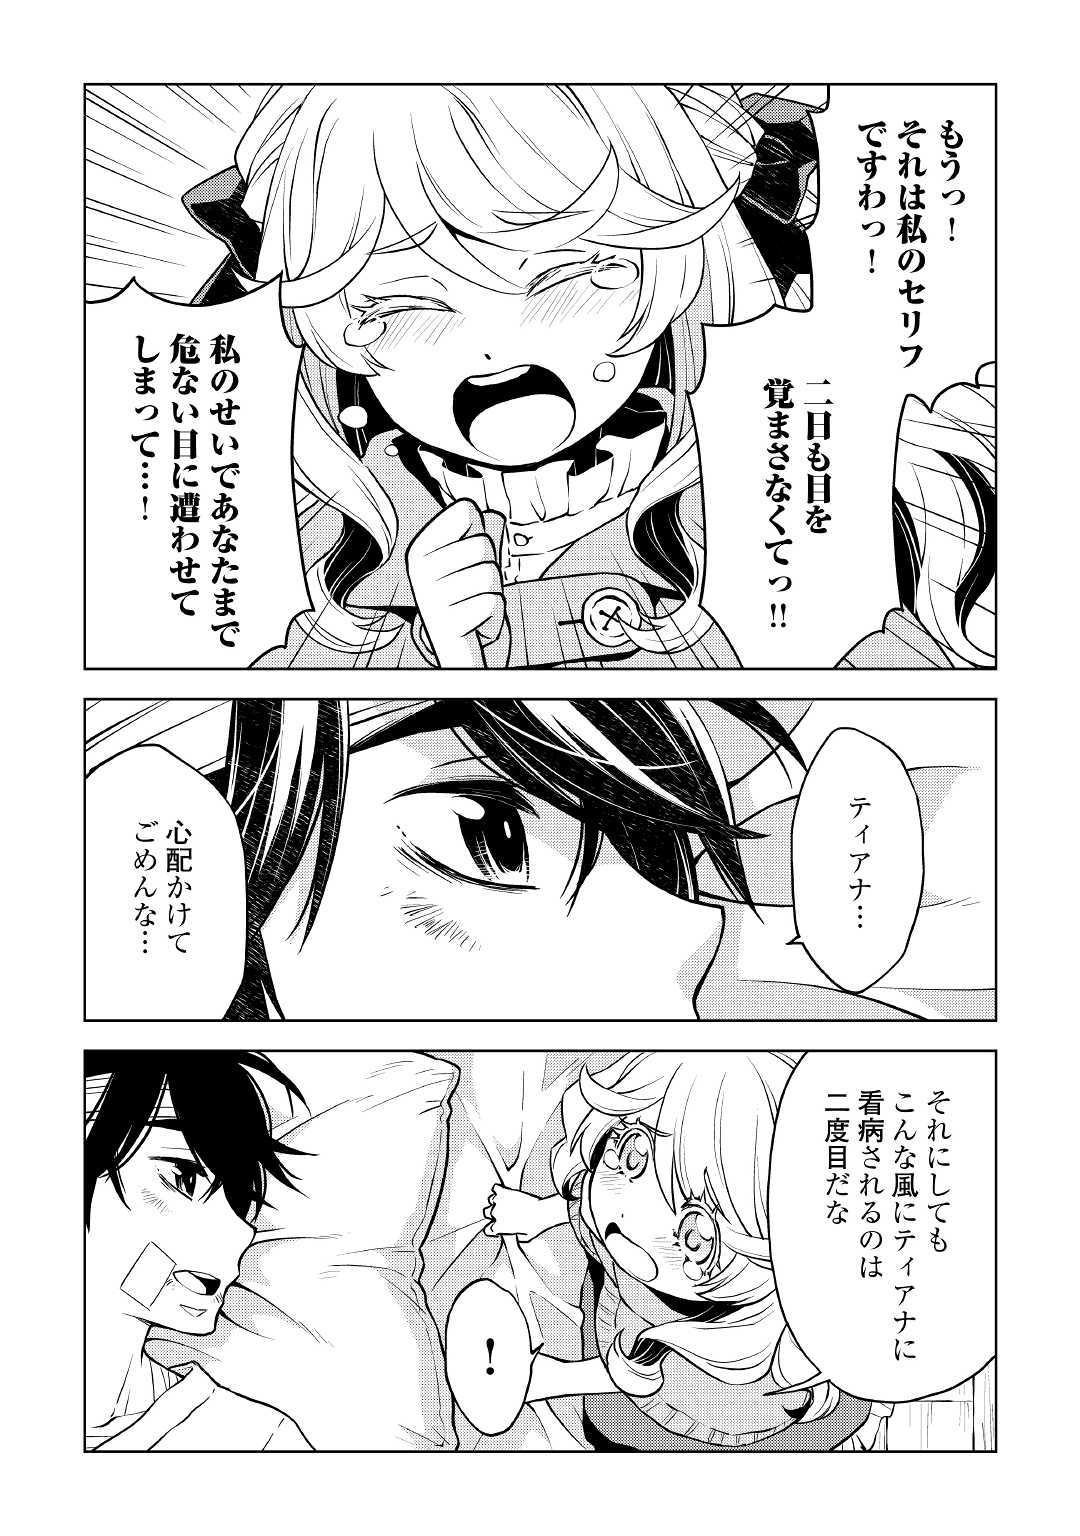 もうっ！
それは私のセリフ
ですわっ！
二日も目を
覚まさなくてっ!!
私のせいであなたまで
危ない目に遭わせて
しまって…！
ティアナ…
心配かけて
ごめんな…
それにしても
こんな風にティアナに
看病されるのは
二度目だな
！